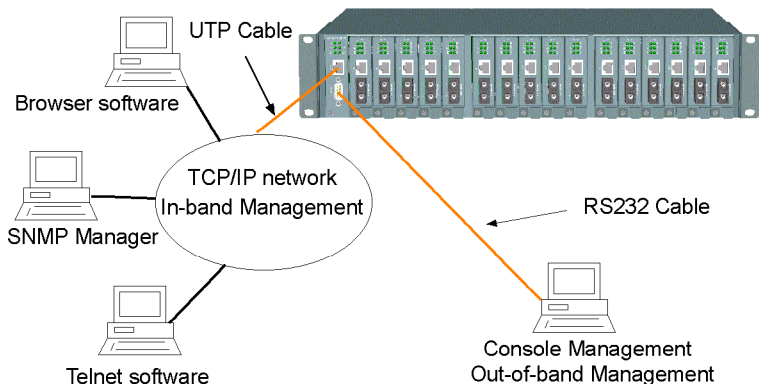 UTP Cable
Browser software
TCP/IP network
In-band Management
SNMP Manager
RS232 Cable
Telnet software
Console Management
Out-of-band Management